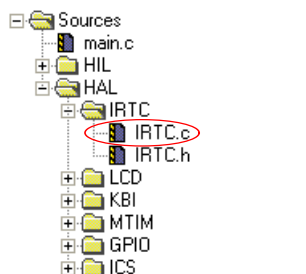 Sources
main.c
HIL
HAL
IRTC
IRTC.c
IRTC.h
LCD
KBI
MTIM
GPIO
ICS